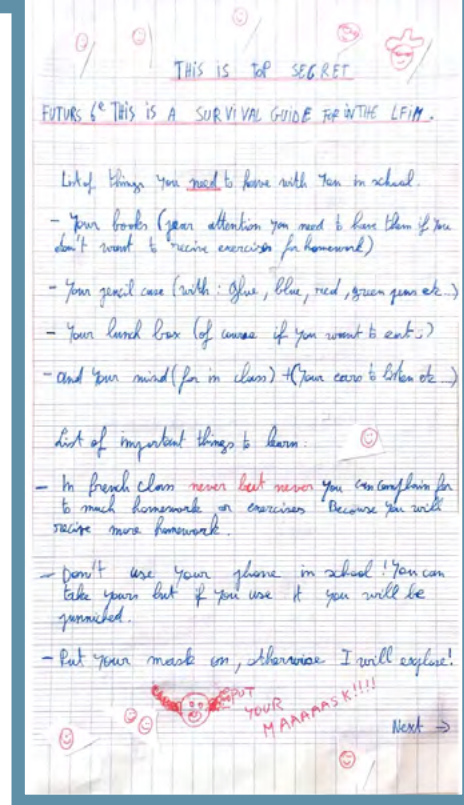 THIS IS TOP SECRET
FUTURS 6e THIS IS A SURVIVAL GUIDE FOR IN THE LFIM.
List of things you need to have with you in school.
- Your books (pear attention you need to have them if you
don't want to recive exercises for homework)
- Your pencil case (with: Glue, blue, red, green pens etc...)
- Your lunch box (of course if you want to eat..)
- and your mind (for in class) + (Your ears to listen etc...)
List of important things to learn:
- In french class never but never you can complain for
to much homework or exercises Because you will
recive more homework.
- Don't use your phone in school! You can
take yours but if you use it you will be
punniched.
- Put your mask on, otherwise I will explose!
PUT
YOUR
MAAAAASK!!!!
Next →